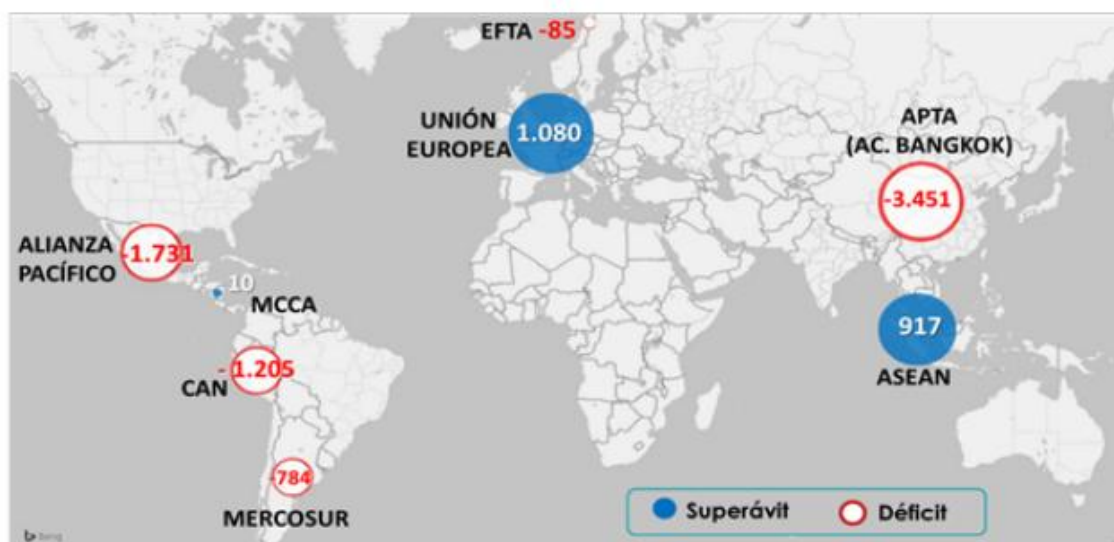 EFTA -85
UNIÓN
EUROPEA
1.080
APTA
(AC. BANGKOK)
-3.451
ALIANZA
PACÍFICO
-1.731
10
MCCA
917
ASEAN
- 1.205
CAN
-784
MERCOSUR
Superávit
Déficit
bing